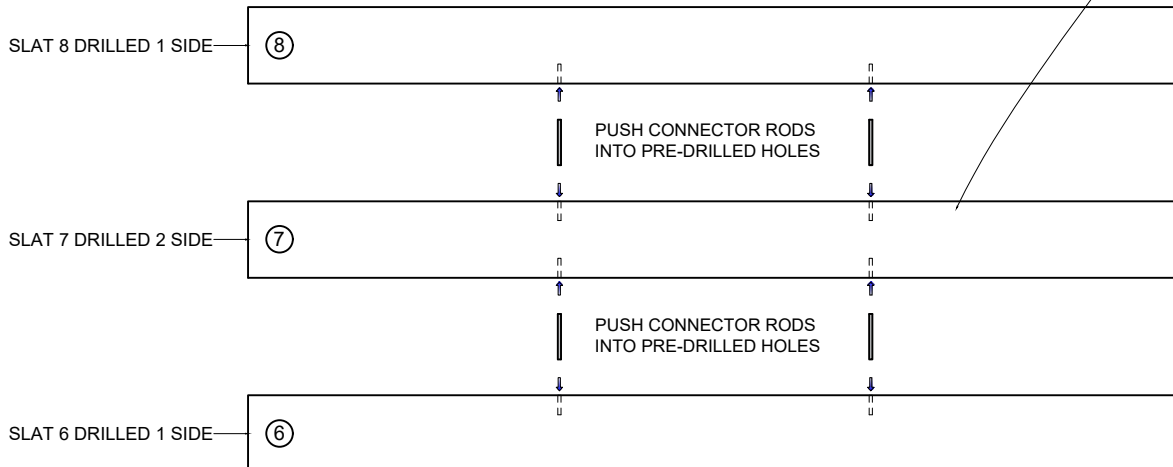 SLAT 8 DRILLED 1 SIDE
8
PUSH CONNECTOR RODS
INTO PRE-DRILLED HOLES
SLAT 7 DRILLED 2 SIDE
7
PUSH CONNECTOR RODS
INTO PRE-DRILLED HOLES
SLAT 6 DRILLED 1 SIDE
6